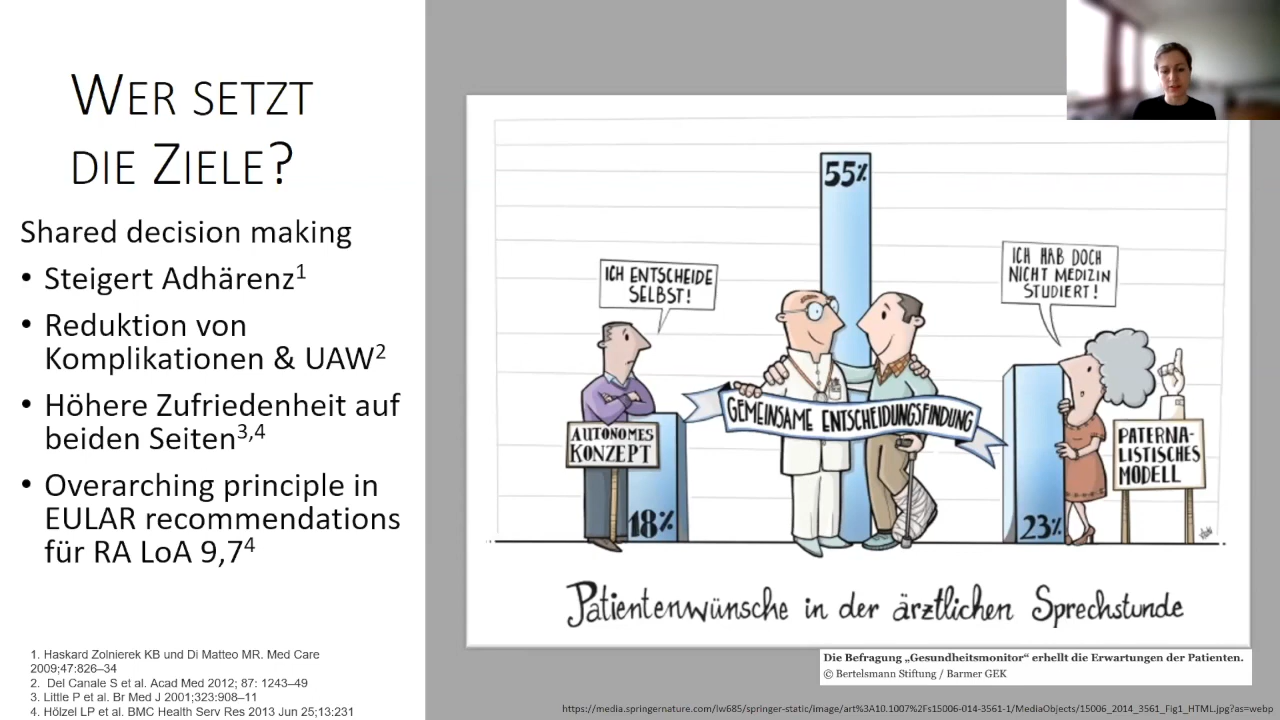 WER SETZT
DIE ZIELE?
Shared decision making
• Steigert Adhärenz1
• Reduktion von
Komplikationen & UAW2
• Höhere Zufriedenheit auf
beiden Seiten3,4
• Overarching principle in
EULAR recommendations
für RA LoA 9,74
1. Haskard Zolnierek KB und Di Matteo MR. Med Care
2009;47:826–34
2. Del Canale S et al. Acad Med 2012; 87: 1243–49
3. Little P et al. Br Med J 2001;323:908–11
4. Hölzel LP et al. BMC Health Serv Res 2013 Jun 25;13:231
55%
ICH ENTSCHEIDE
SELBST!
ICH HAB DOCH
NICHT MEDIZIN
STUDIERT!
GEMEINSAME ENTSCHEIDUNGSFINDUNG
AUTONOMES
KONZEPT
18%
PATERNA-
LISTISCHES
MODELL
23%
Patientenwünsche in der ärztlichen Sprechstunde
Die Befragung „Gesundheitsmonitor“ erhellt die Erwartungen der Patienten.
© Bertelsmann Stiftung / Barmer GEK
https://media.springernature.com/lw685/springer-static/image/art%3A10.1007%2Fs15006-014-3561-1/MediaObjects/15006_2014_3561_Fig1_HTML.jpg?as=webp